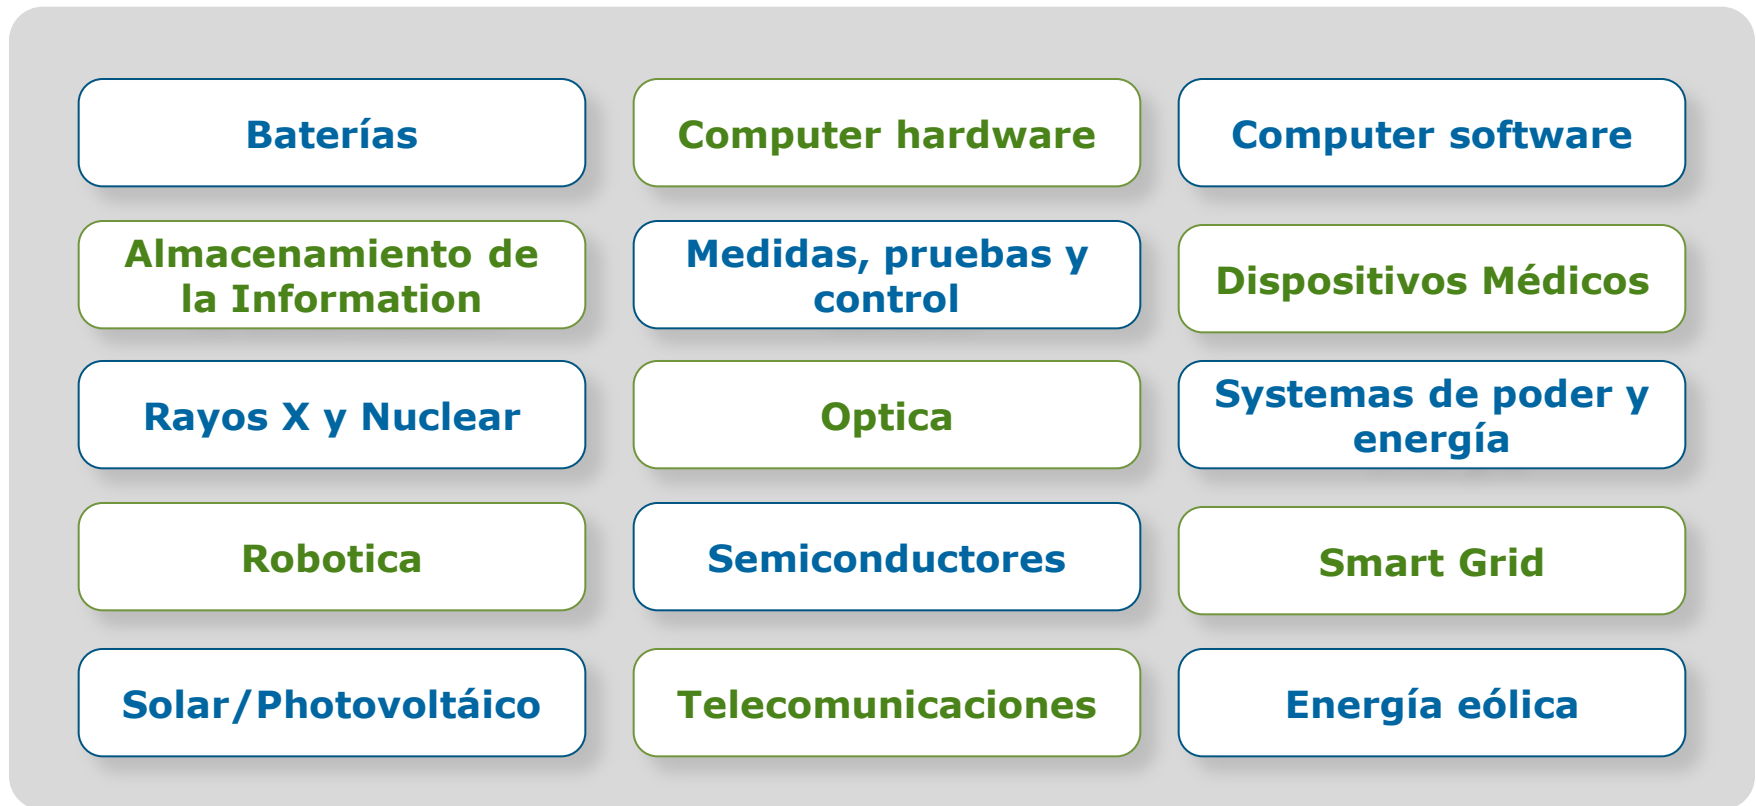 Baterías
Computer hardware
Computer software
Almacenamiento de
la Information
Medidas, pruebas y
control
Dispositivos Médicos
Rayos X y Nuclear
Optica
Systemas de poder y
energía
Robotica
Semiconductores
Smart Grid
Solar/Photovoltáico
Telecomunicaciones
Energía eólica